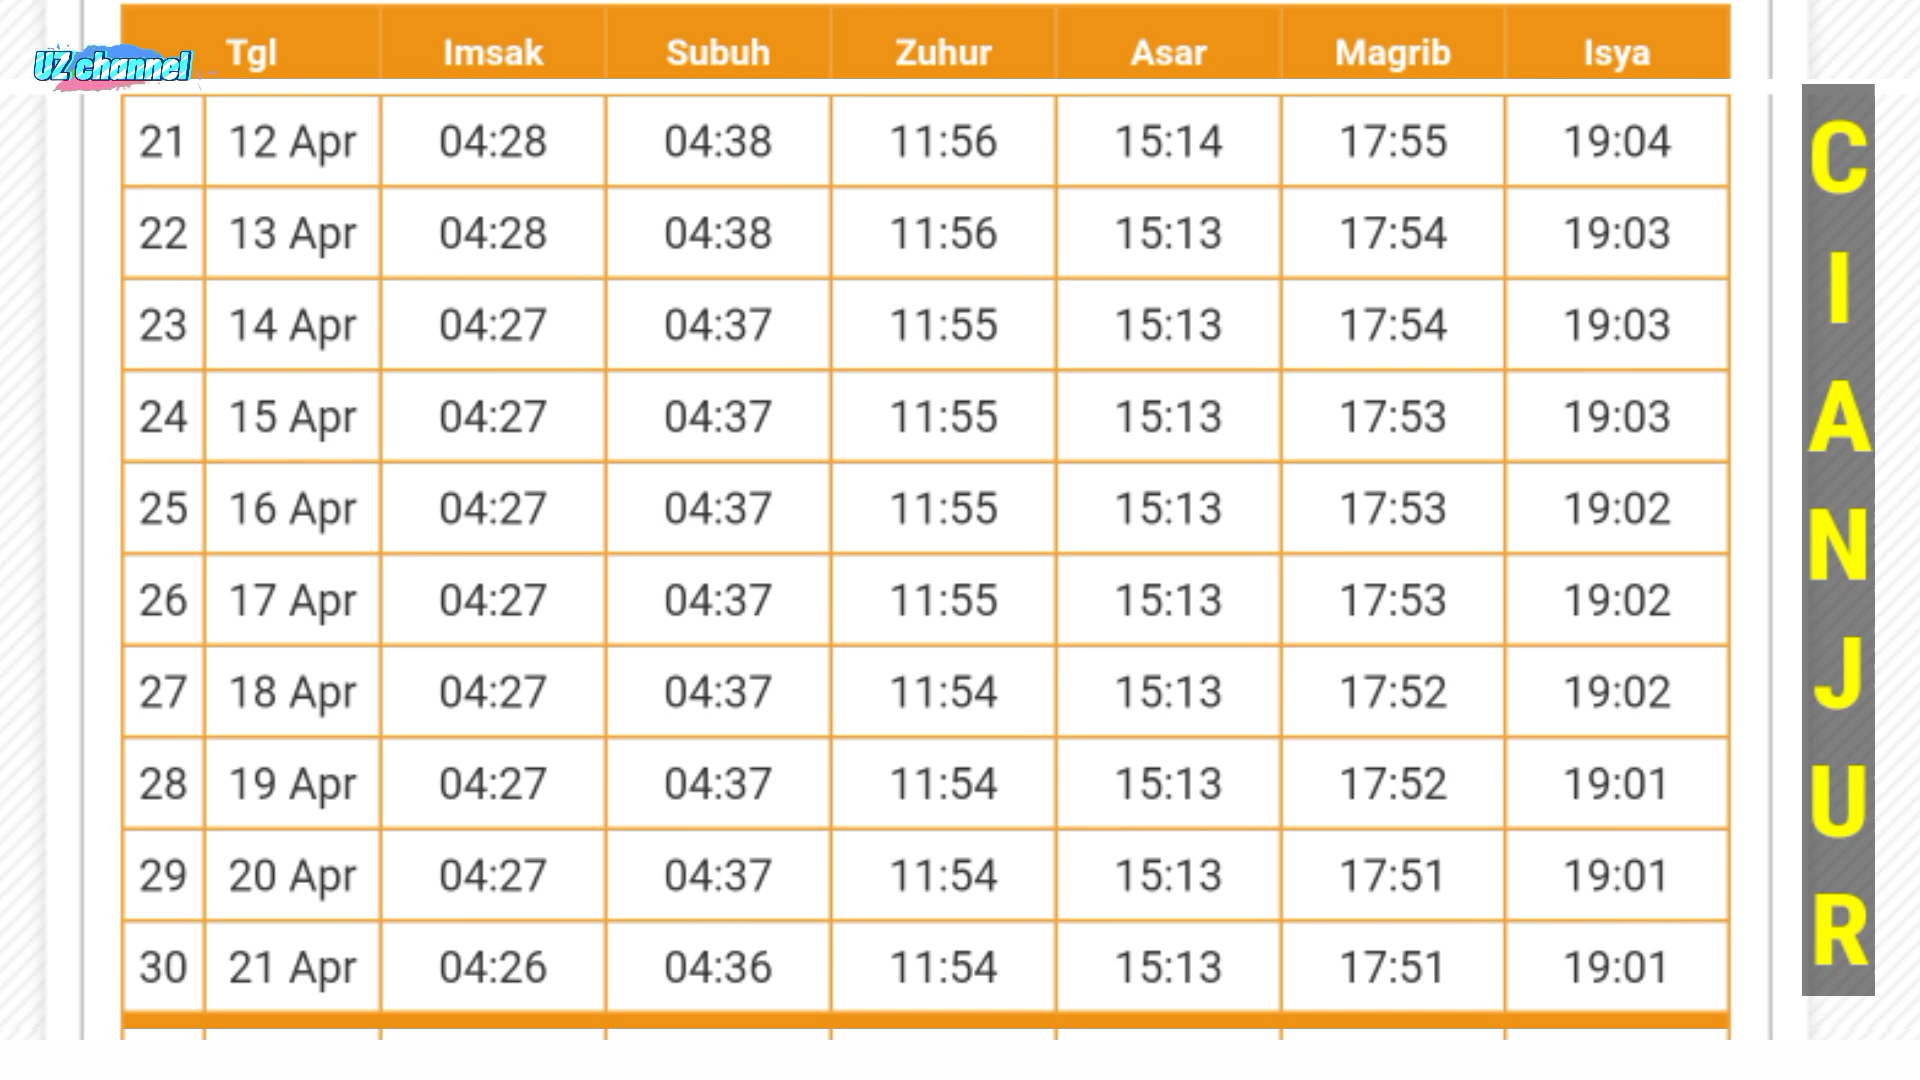 UZ channel
Tgl Imsak Subuh Zuhur Asar Magrib Isya
21 12 Apr 04:28 04:38 11:56 15:14 17:55 19:04
22 13 Apr 04:28 04:38 11:56 15:13 17:54 19:03
23 14 Apr 04:27 04:37 11:55 15:13 17:54 19:03
24 15 Apr 04:27 04:37 11:55 15:13 17:53 19:03
25 16 Apr 04:27 04:37 11:55 15:13 17:53 19:02
26 17 Apr 04:27 04:37 11:55 15:13 17:53 19:02
27 18 Apr 04:27 04:37 11:54 15:13 17:52 19:02
28 19 Apr 04:27 04:37 11:54 15:13 17:52 19:01
29 20 Apr 04:27 04:37 11:54 15:13 17:51 19:01
30 21 Apr 04:26 04:36 11:54 15:13 17:51 19:01
CIANJUR